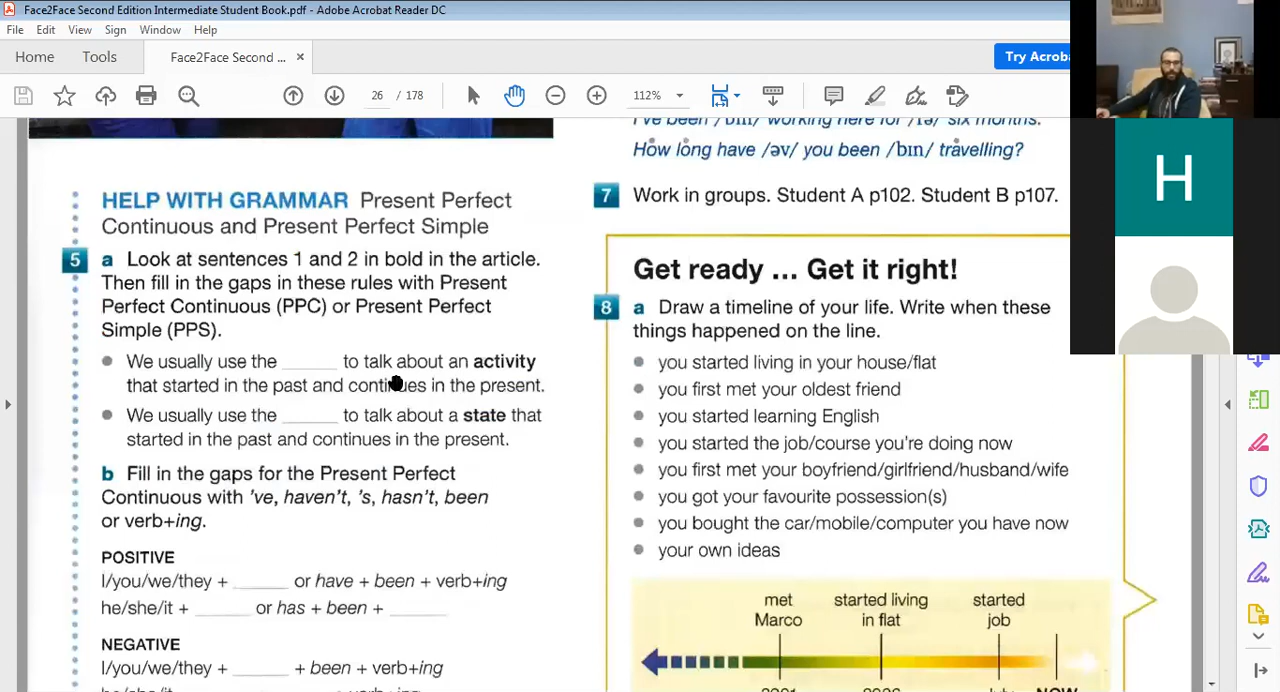 Face2Face Second Edition Intermediate Student Book.pdf - Adobe Acrobat Reader DC
File Edit View Sign Window Help
Home Tools Face2Face Second ... × Try Acroba
26 / 178 112%
I've been /bɪn/ working here for /fə/ six months.
How long have /əv/ you been /bɪn/ travelling?
7 Work in groups. Student A p102. Student B p107.
HELP WITH GRAMMAR Present Perfect
Continuous and Present Perfect Simple
5 a Look at sentences 1 and 2 in bold in the article.
Then fill in the gaps in these rules with Present
Perfect Continuous (PPC) or Present Perfect
Simple (PPS).
We usually use the ______ to talk about an activity
that started in the past and continues in the present.
We usually use the ______ to talk about a state that
started in the past and continues in the present.
b Fill in the gaps for the Present Perfect
Continuous with 've, haven't, 's, hasn't, been
or verb+ing.
POSITIVE
I/you/we/they + ______ or have + been + verb+ing
he/she/it + ______ or has + been + ______
NEGATIVE
I/you/we/they + ______ + been + verb+ing
Get ready ... Get it right!
8 a Draw a timeline of your life. Write when these
things happened on the line.
you started living in your house/flat
you first met your oldest friend
you started learning English
you started the job/course you're doing now
you first met your boyfriend/girlfriend/husband/wife
you got your favourite possession(s)
you bought the car/mobile/computer you have now
your own ideas
met
Marco
started living
in flat
started
job
NOW
H